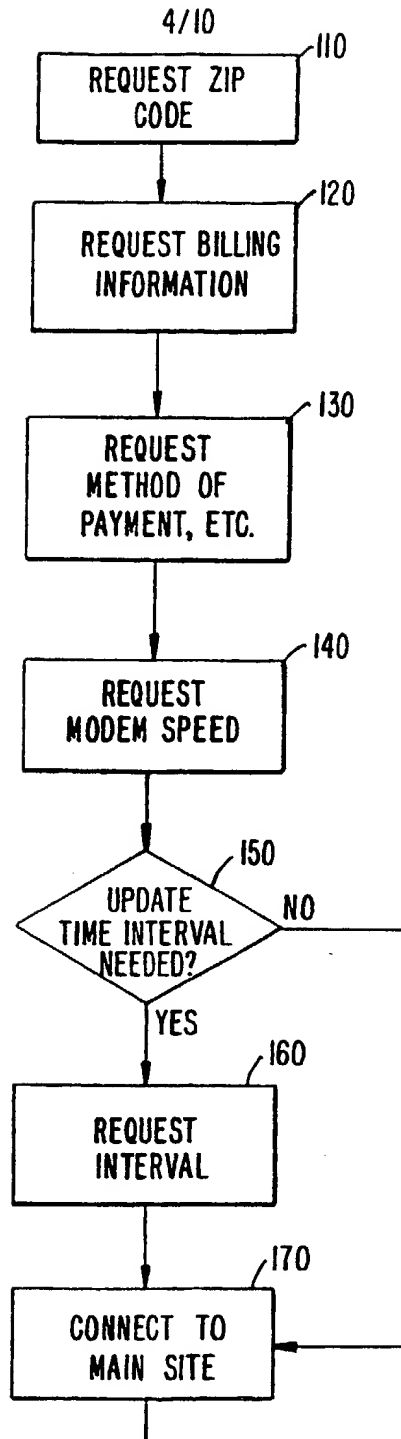 4/10
110
REQUEST ZIP
CODE
120
REQUEST BILLING
INFORMATION
130
REQUEST
METHOD OF
PAYMENT, ETC.
140
REQUEST
MODEM SPEED
150
UPDATE
TIME INTERVAL
NEEDED?
NO
YES
160
REQUEST
INTERVAL
170
CONNECT TO
MAIN SITE